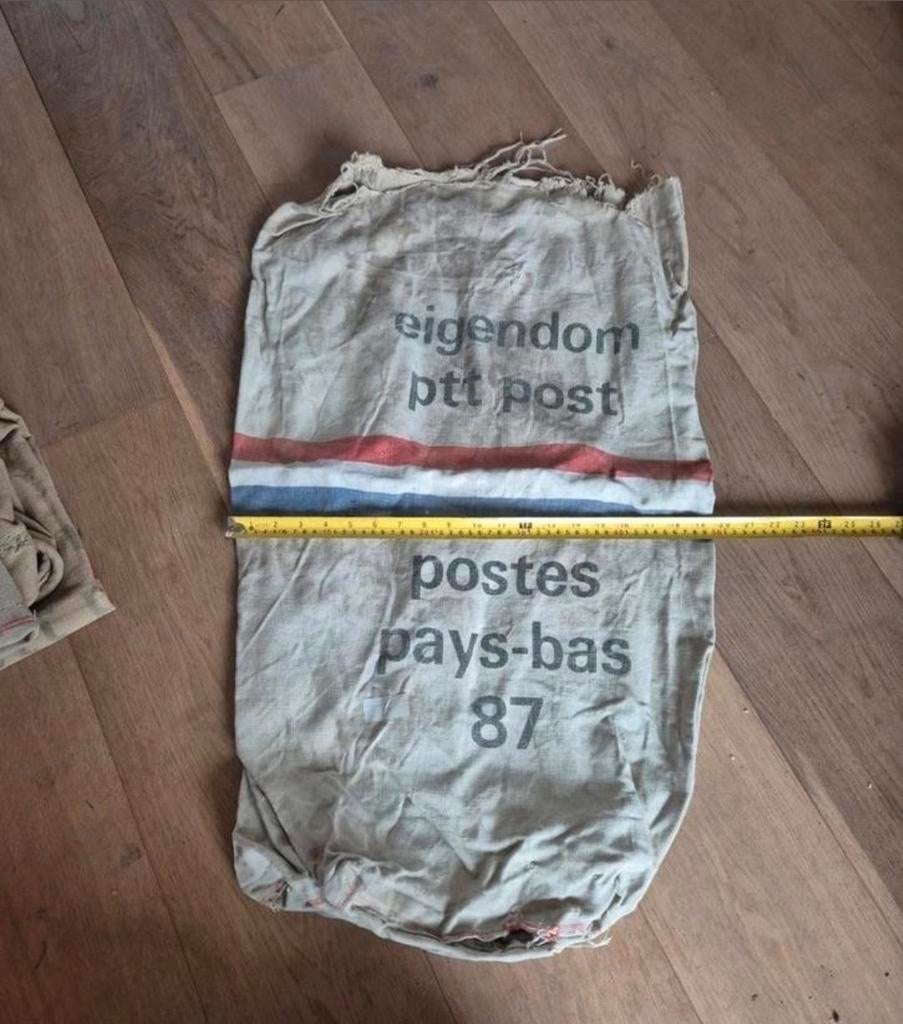 eigendom
ptt post
postes
pays-bas
87